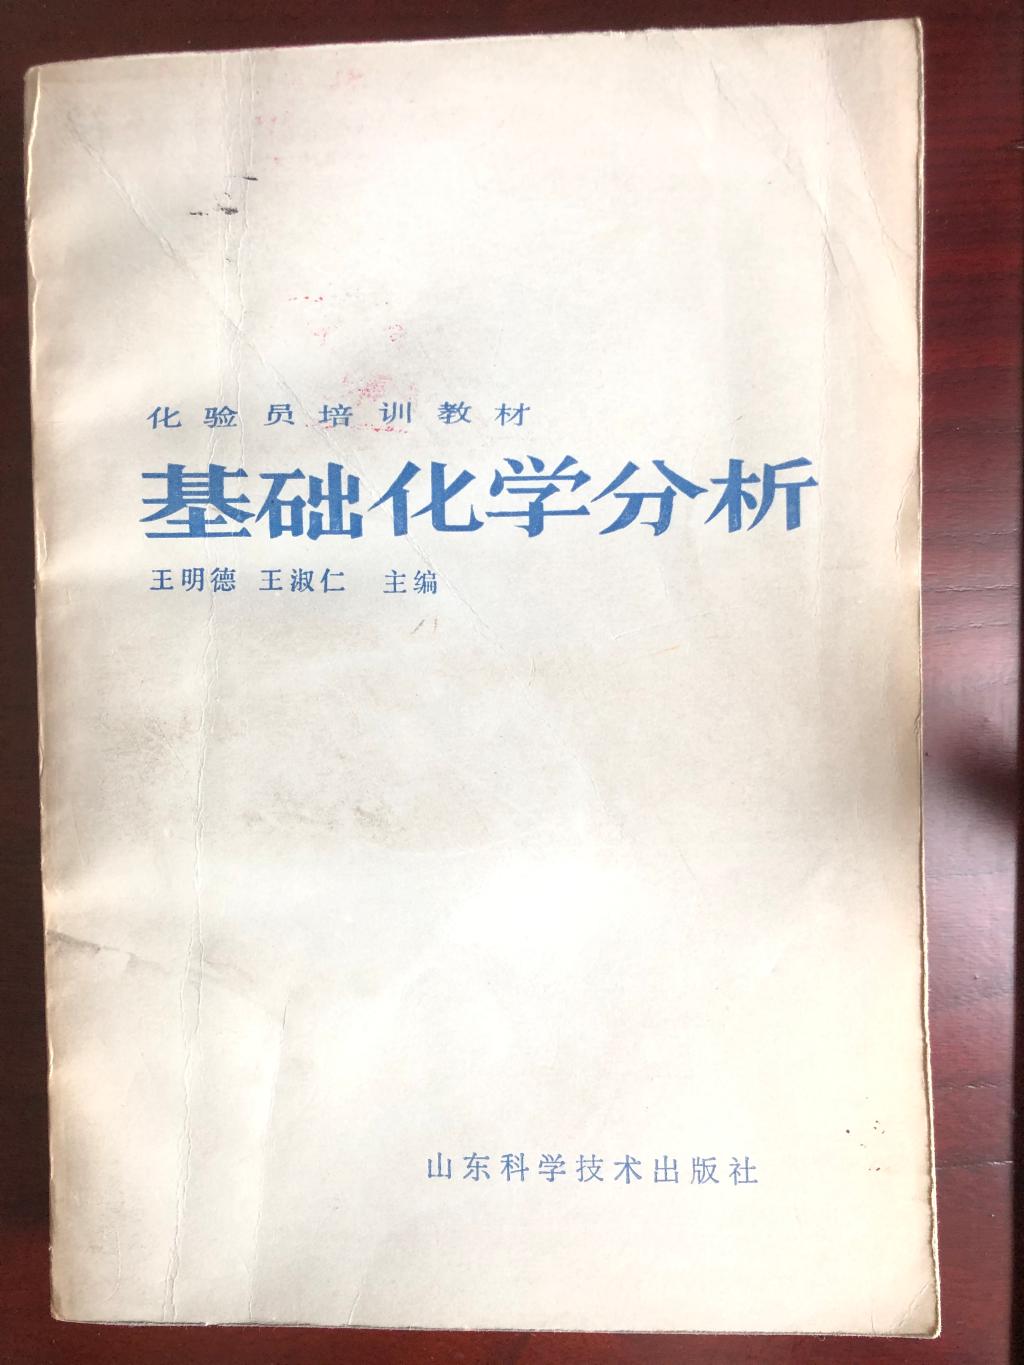 化验员培训教材
基础化学分析
王明德 王淑仁 主编
山东科学技术出版社